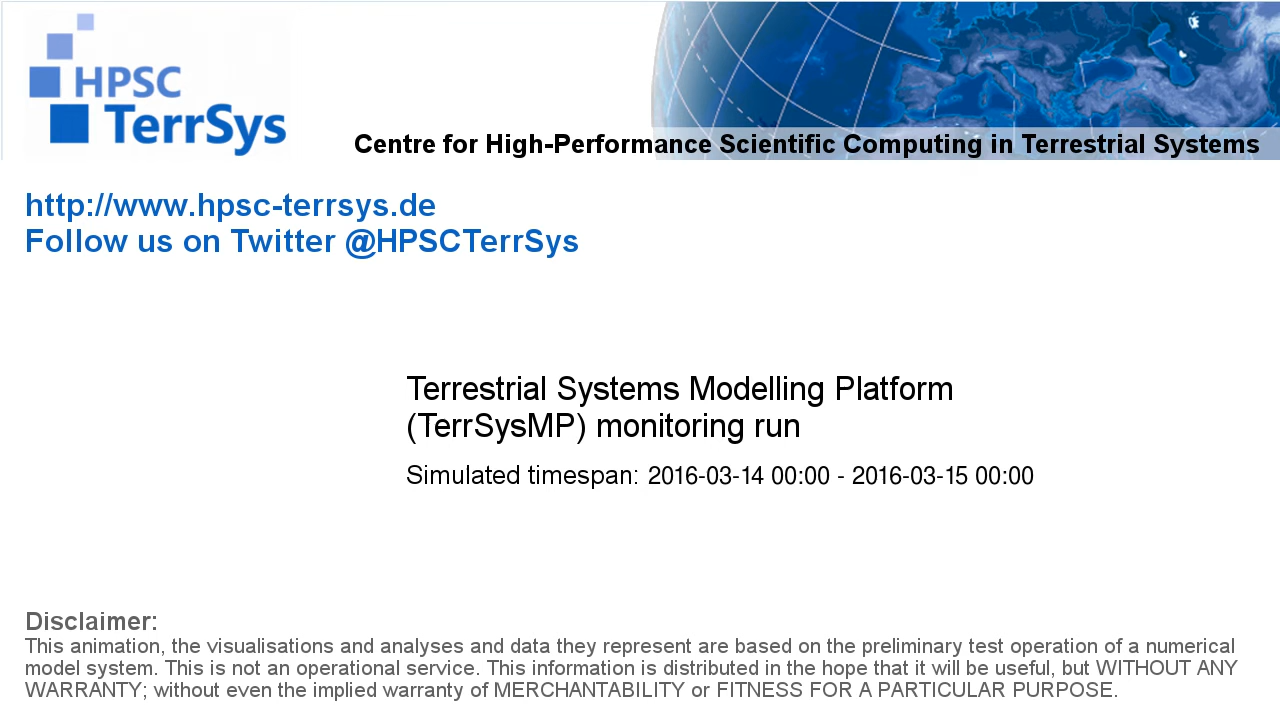 HPSC
TerrSys
Centre for High-Performance Scientific Computing in Terrestrial Systems
http://www.hpsc-terrsys.de
Follow us on Twitter @HPSCTerrSys
Terrestrial Systems Modelling Platform
(TerrSysMP) monitoring run
Simulated timespan: 2016-03-14 00:00 - 2016-03-15 00:00
Disclaimer:
This animation, the visualisations and analyses and data they represent are based on the preliminary test operation of a numerical
model system. This is not an operational service. This information is distributed in the hope that it will be useful, but WITHOUT ANY
WARRANTY; without even the implied warranty of MERCHANTABILITY or FITNESS FOR A PARTICULAR PURPOSE.